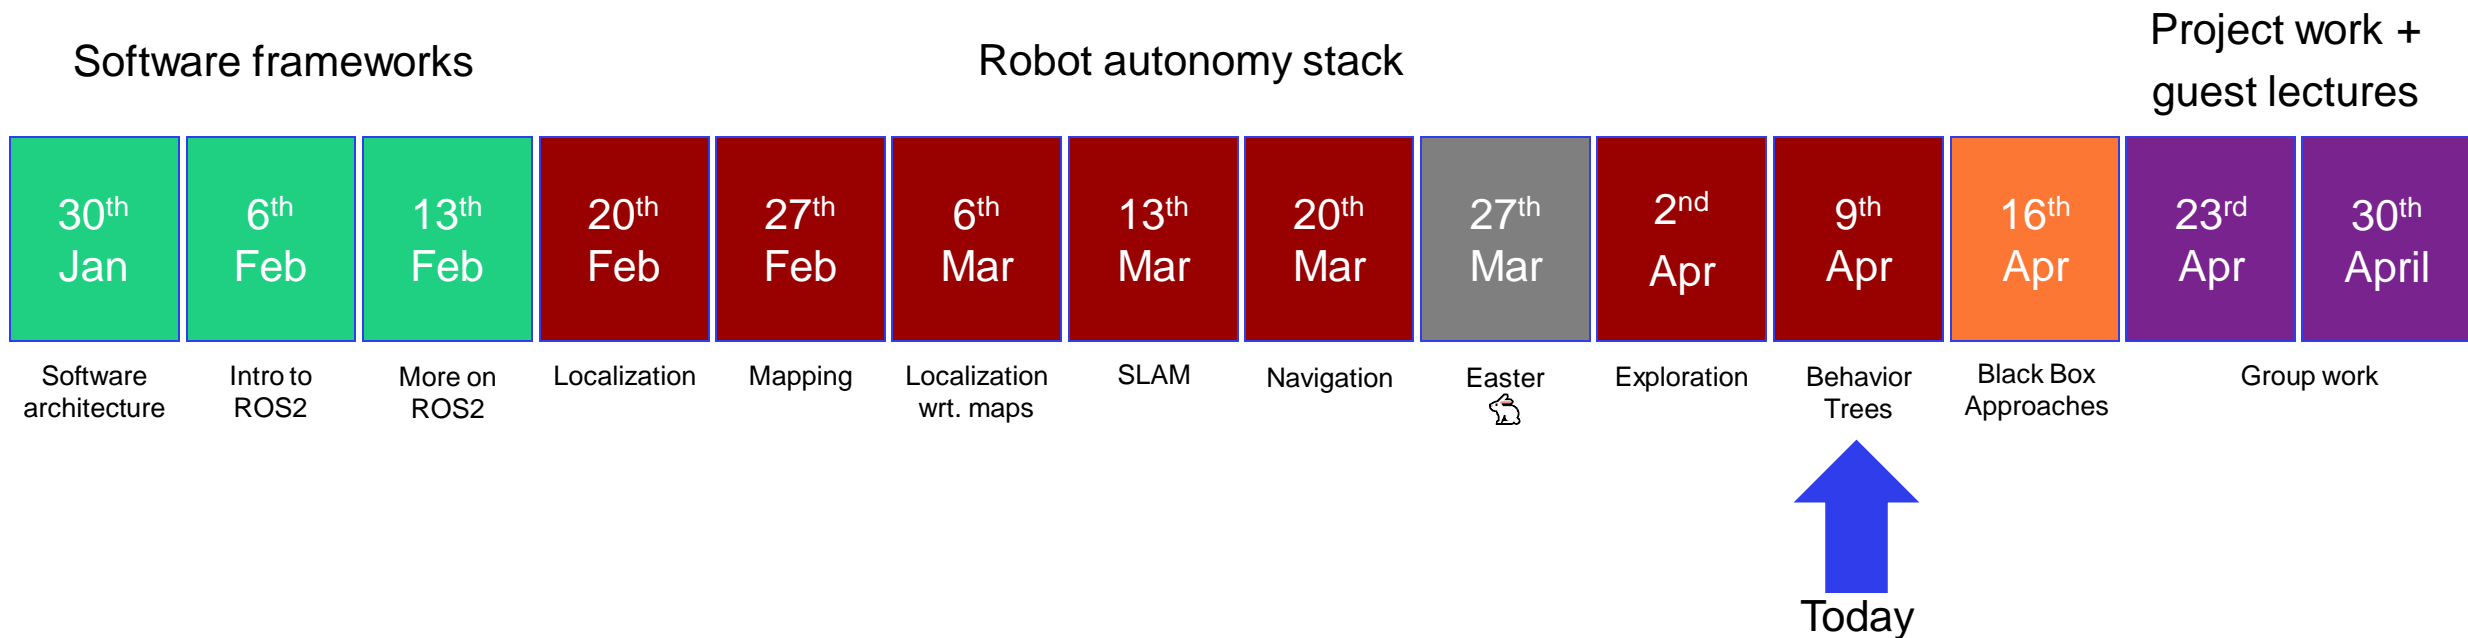 Software frameworks
Robot autonomy stack
Project work +
guest lectures
30th
Jan
6th
Feb
13th
Feb
20th
Feb
27th
Feb
6th
Mar
13th
Mar
20th
Mar
27th
Mar
2nd
Apr
9th
Apr
16th
Apr
23rd
Apr
30th
April
Software
architecture
Intro to
ROS2
More on
ROS2
Localization
Mapping
Localization
wrt. maps
SLAM
Navigation
Easter
Exploration
Behavior
Trees
Black Box
Approaches
Group work
Today